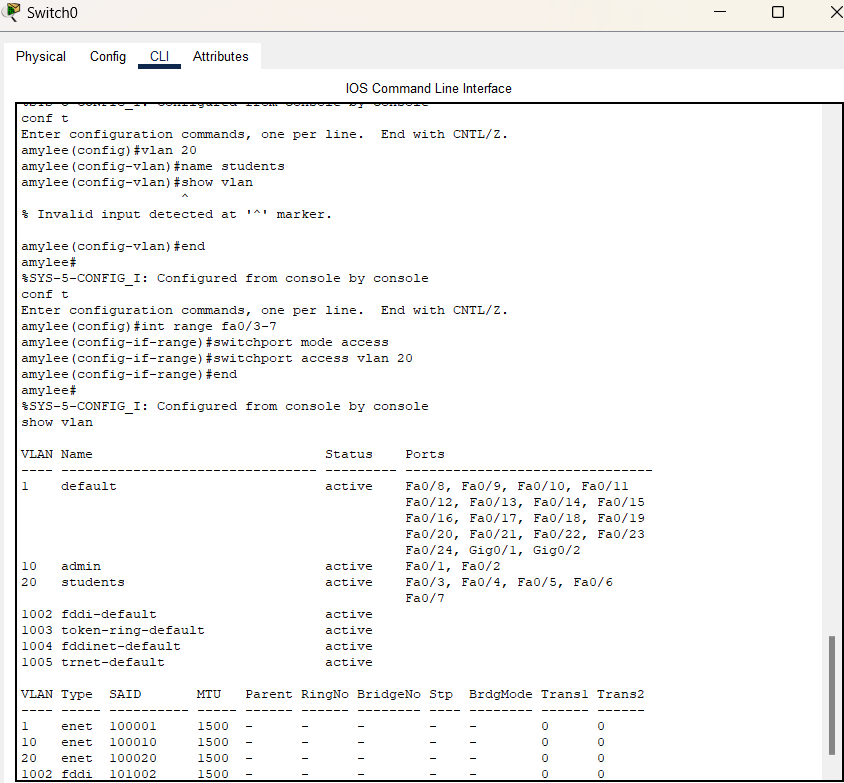 Switch0
Physical Config CLI Attributes
IOS Command Line Interface
%SYS-5-CONFIG_I: Configured from console by console
conf t
Enter configuration commands, one per line.  End with CNTL/Z.
amylee(config)#vlan 20
amylee(config-vlan)#name students
amylee(config-vlan)#show vlan
^
% Invalid input detected at '^' marker.
amylee(config-vlan)#end
amylee#
%SYS-5-CONFIG_I: Configured from console by console
conf t
Enter configuration commands, one per line.  End with CNTL/Z.
amylee(config)#int range fa0/3-7
amylee(config-if-range)#switchport mode access
amylee(config-if-range)#switchport access vlan 20
amylee(config-if-range)#end
amylee#
%SYS-5-CONFIG_I: Configured from console by console
show vlan
VLAN Name                             Status    Ports
---- -------------------------------- --------- -------------------------------
1    default                          active    Fa0/8, Fa0/9, Fa0/10, Fa0/11
                                                Fa0/12, Fa0/13, Fa0/14, Fa0/15
                                                Fa0/16, Fa0/17, Fa0/18, Fa0/19
                                                Fa0/20, Fa0/21, Fa0/22, Fa0/23
                                                Fa0/24, Gig0/1, Gig0/2
10   admin                            active    Fa0/1, Fa0/2
20   students                         active    Fa0/3, Fa0/4, Fa0/5, Fa0/6
                                                Fa0/7
1002 fddi-default                     active
1003 token-ring-default               active
1004 fddinet-default                  active
1005 trnet-default                    active
VLAN Type  SAID       MTU   Parent RingNo BridgeNo Stp  BrdgMode Trans1 Trans2
---- ----- ---------- ----- ------ ------ -------- ---- -------- ------ ------
1    enet  100001     1500  -      -      -        -    -        0      0
10   enet  100010     1500  -      -      -        -    -        0      0
20   enet  100020     1500  -      -      -        -    -        0      0
1002 fddi  101002     1500  -      -      -        -    -        0      0